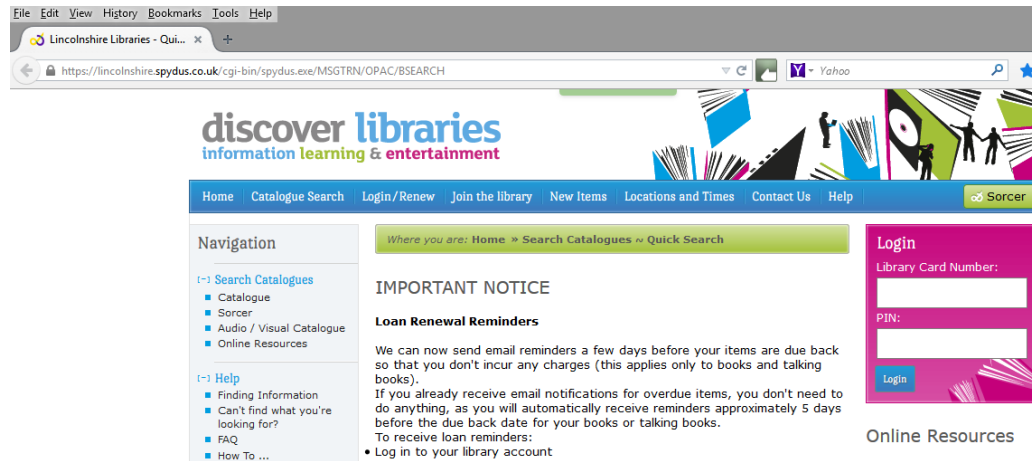 File Edit View History Bookmarks Tools Help
Lincolnshire Libraries - Qui...
https://lincolnshire.spydus.co.uk/cgi-bin/spydus.exe/MSGTRN/OPAC/BSEARCH
Yahoo
discover libraries
information learning & entertainment
Home Catalogue Search Login/Renew Join the library New Items Locations and Times Contact Us Help
Sorcer
Navigation
[-] Search Catalogues
Catalogue
Sorcer
Audio / Visual Catalogue
Online Resources
[-] Help
Finding Information
Can't find what you're
looking for?
FAQ
How To ...
Where you are: Home » Search Catalogues ~ Quick Search
IMPORTANT NOTICE
Loan Renewal Reminders
We can now send email reminders a few days before your items are due back
so that you don't incur any charges (this applies only to books and talking
books).
If you already receive email notifications for overdue items, you don't need to
do anything, as you will automatically receive reminders approximately 5 days
before the due back date for your books or talking books.
To receive loan reminders:
• Log in to your library account
Login
Library Card Number:
PIN:
Login
Online Resources